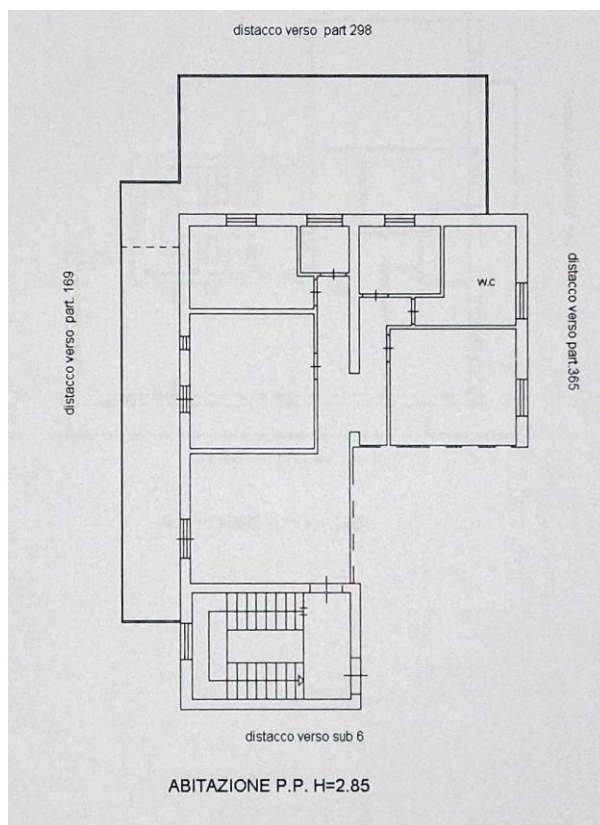 distacco verso  part 298
distacco verso  part. 169
w.c
distacco verso part.365
distacco verso sub 6
ABITAZIONE P.P. H=2.85